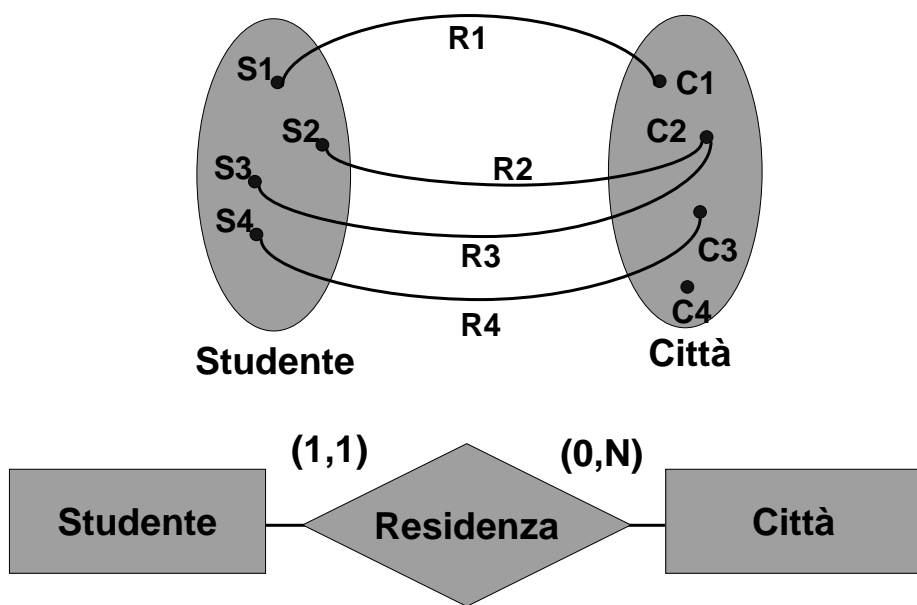 R1
S1
C1
S2
C2
R2
S3
S4
R3
C3
C4
R4
Studente
Città
(1,1)
(0,N)
Studente
Residenza
Città